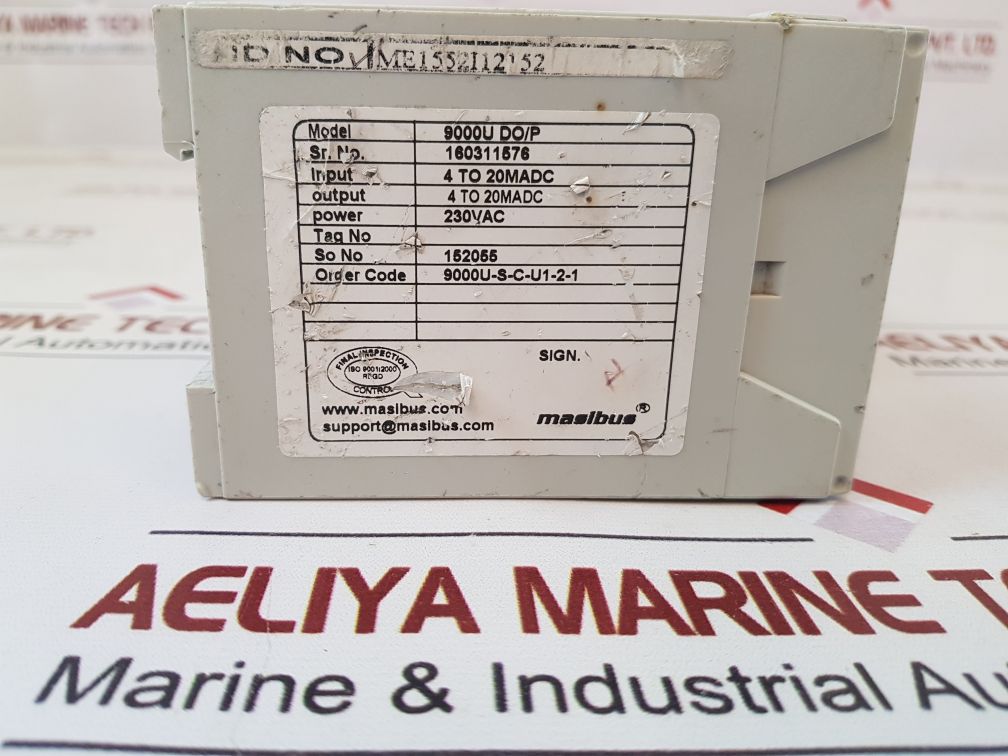 ID NO ME1552I12152
Model 9000U DO/P
Sr. No. 160311576
Input 4 TO 20MADC
output 4 TO 20MADC
power 230VAC
Tag No
So No 152055
Order Code 9000U-S-C-U1-2-1
FINAL INSPECTION
ISO 9001:2000
REGD
CONTROL
SIGN.
www.masibus.com
support@masibus.com
masibus®
AELIYA MARINE
Marine & Industrial